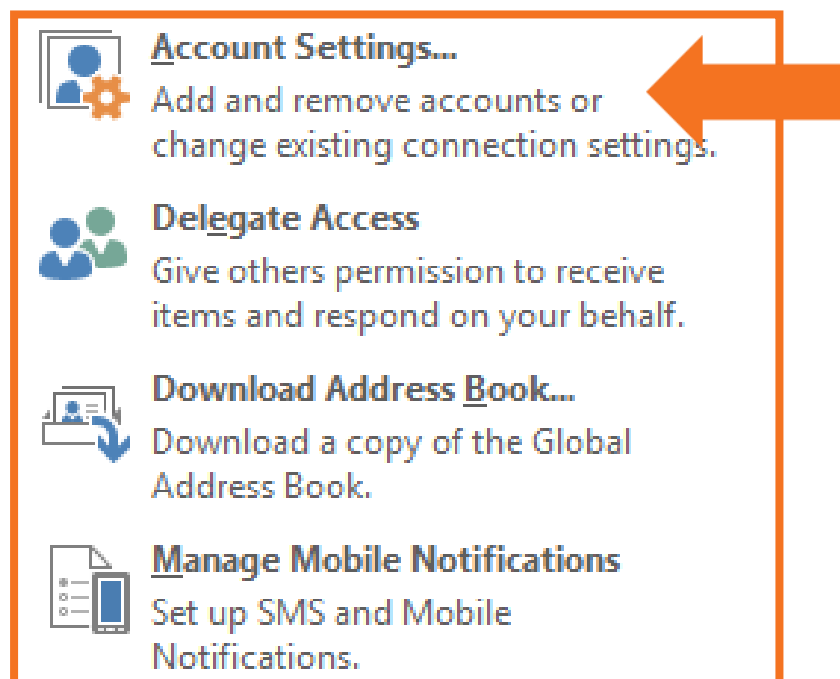 Account Settings...
Add and remove accounts or
change existing connection settings.
Delegate Access
Give others permission to receive
items and respond on your behalf.
Download Address Book...
Download a copy of the Global
Address Book.
Manage Mobile Notifications
Set up SMS and Mobile
Notifications.